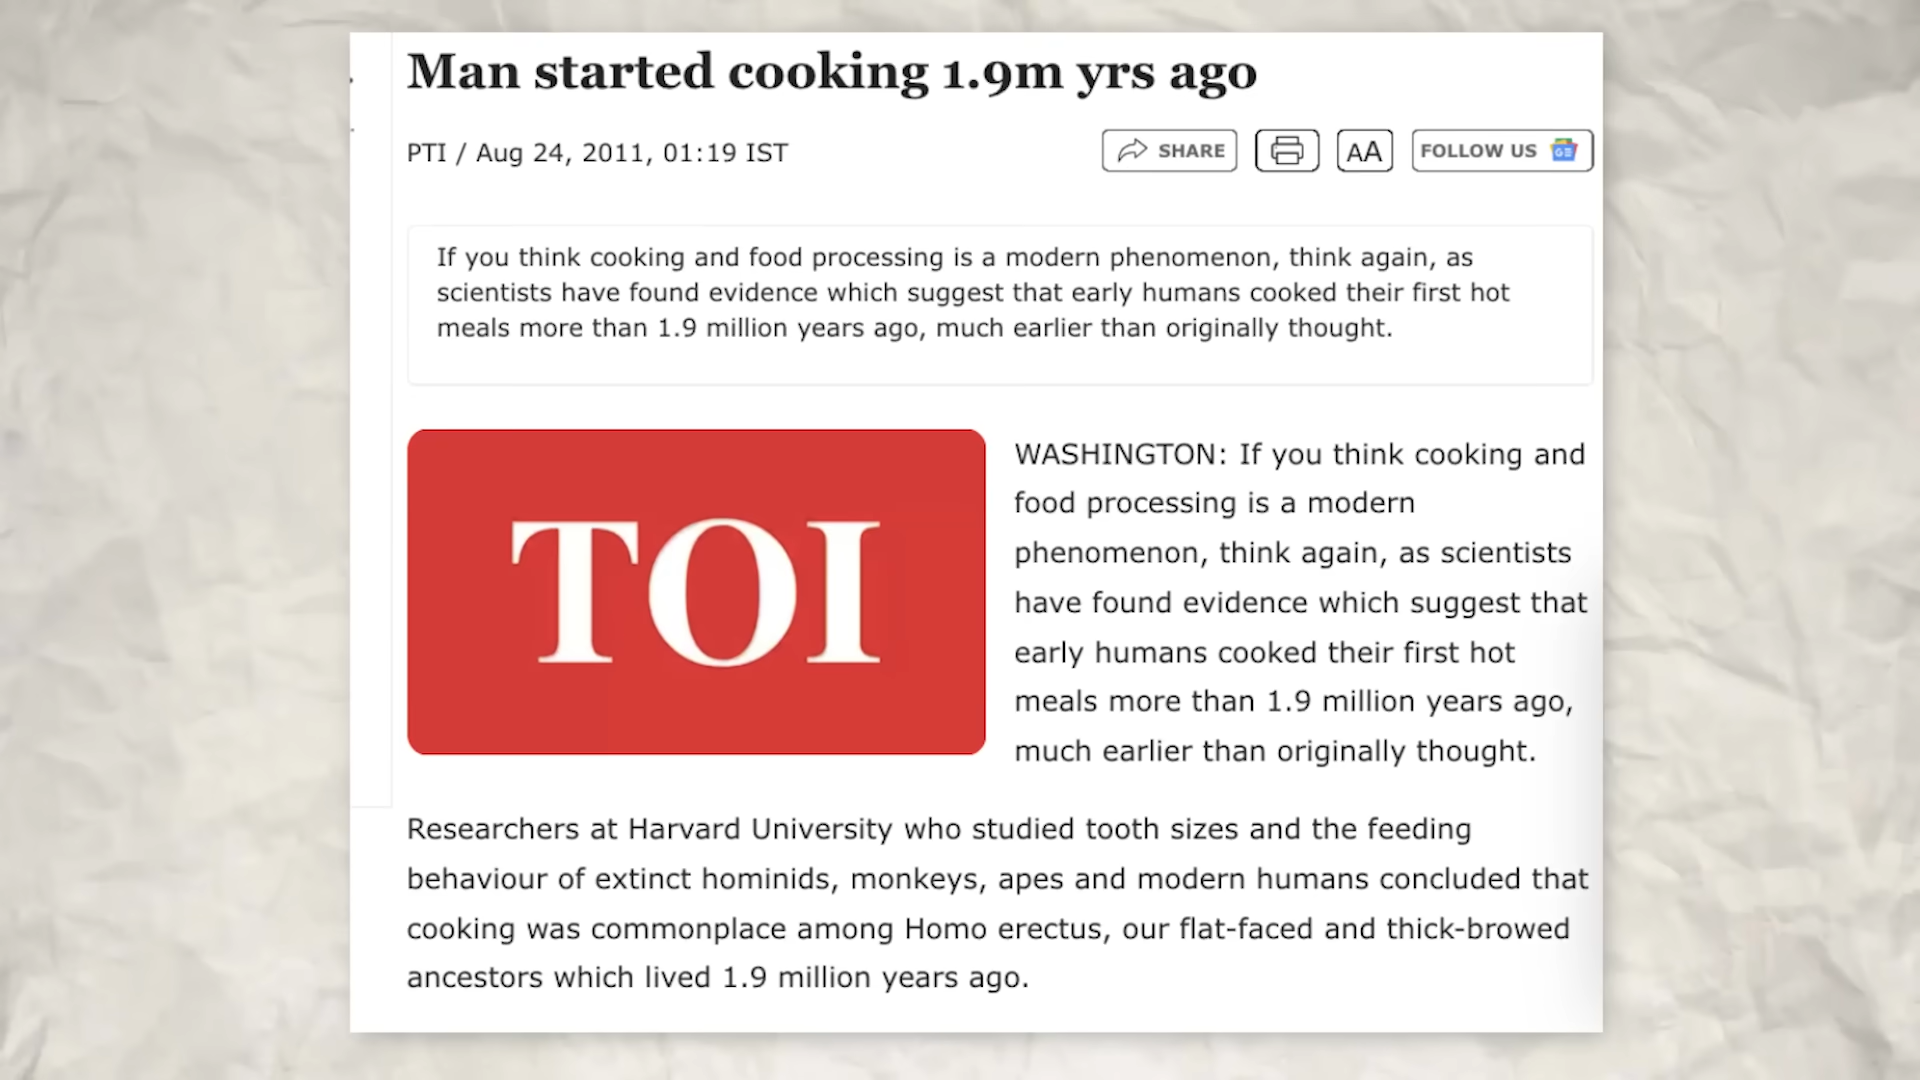 Man started cooking 1.9m yrs ago
PTI / Aug 24, 2011, 01:19 IST
SHARE
AA
FOLLOW US
GE
If you think cooking and food processing is a modern phenomenon, think again, as
scientists have found evidence which suggest that early humans cooked their first hot
meals more than 1.9 million years ago, much earlier than originally thought.
TOI
WASHINGTON: If you think cooking and
food processing is a modern
phenomenon, think again, as scientists
have found evidence which suggest that
early humans cooked their first hot
meals more than 1.9 million years ago,
much earlier than originally thought.
Researchers at Harvard University who studied tooth sizes and the feeding
behaviour of extinct hominids, monkeys, apes and modern humans concluded that
cooking was commonplace among Homo erectus, our flat-faced and thick-browed
ancestors which lived 1.9 million years ago.